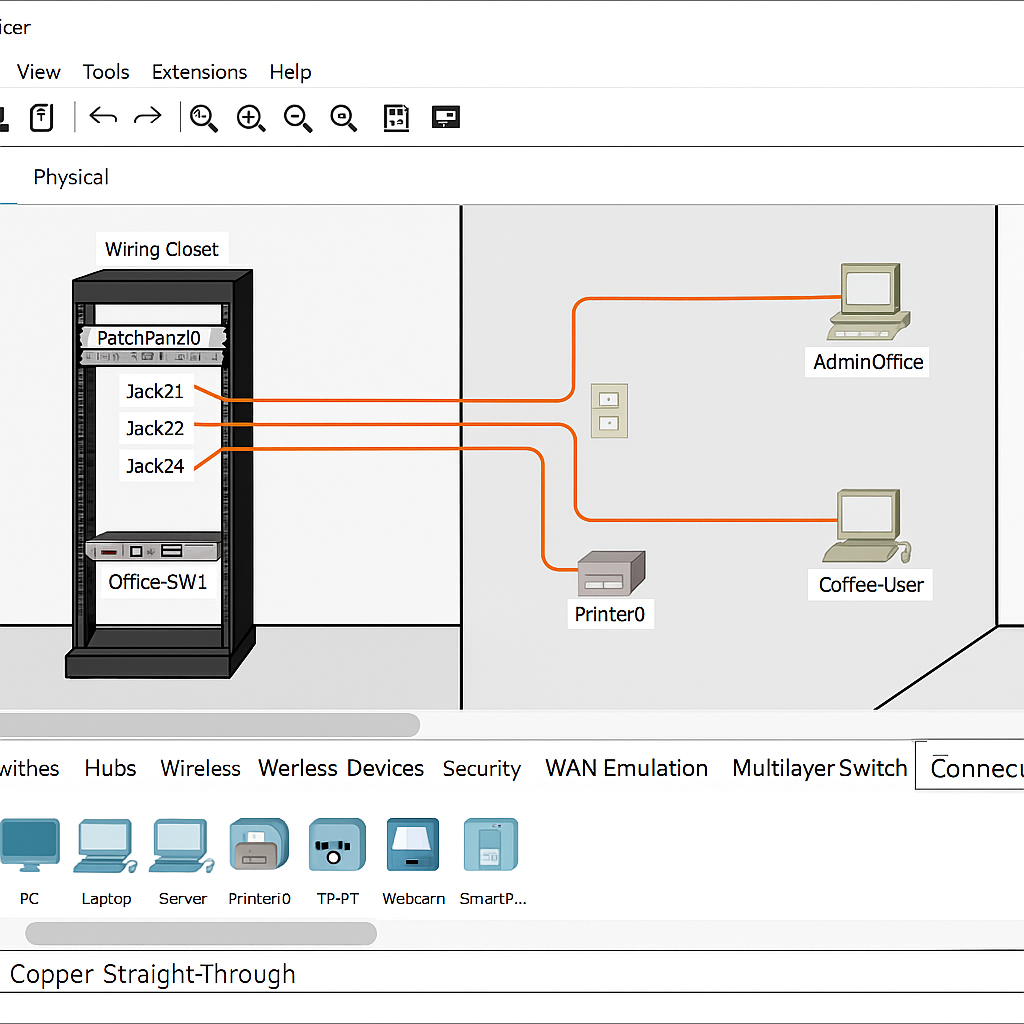 icer
View Tools Extensions Help
Physical
Wiring Closet
PatchPanzl0
Jack21
Jack22
Jack24
Office-SW1
AdminOffice
Coffee-User
Printer0
withes Hubs Wireless Werless Devices Security WAN Emulation Multilayer Switch Connecu
PC Laptop Server Printeri0 TP-PT Webcarn SmartP...
Copper Straight-Through